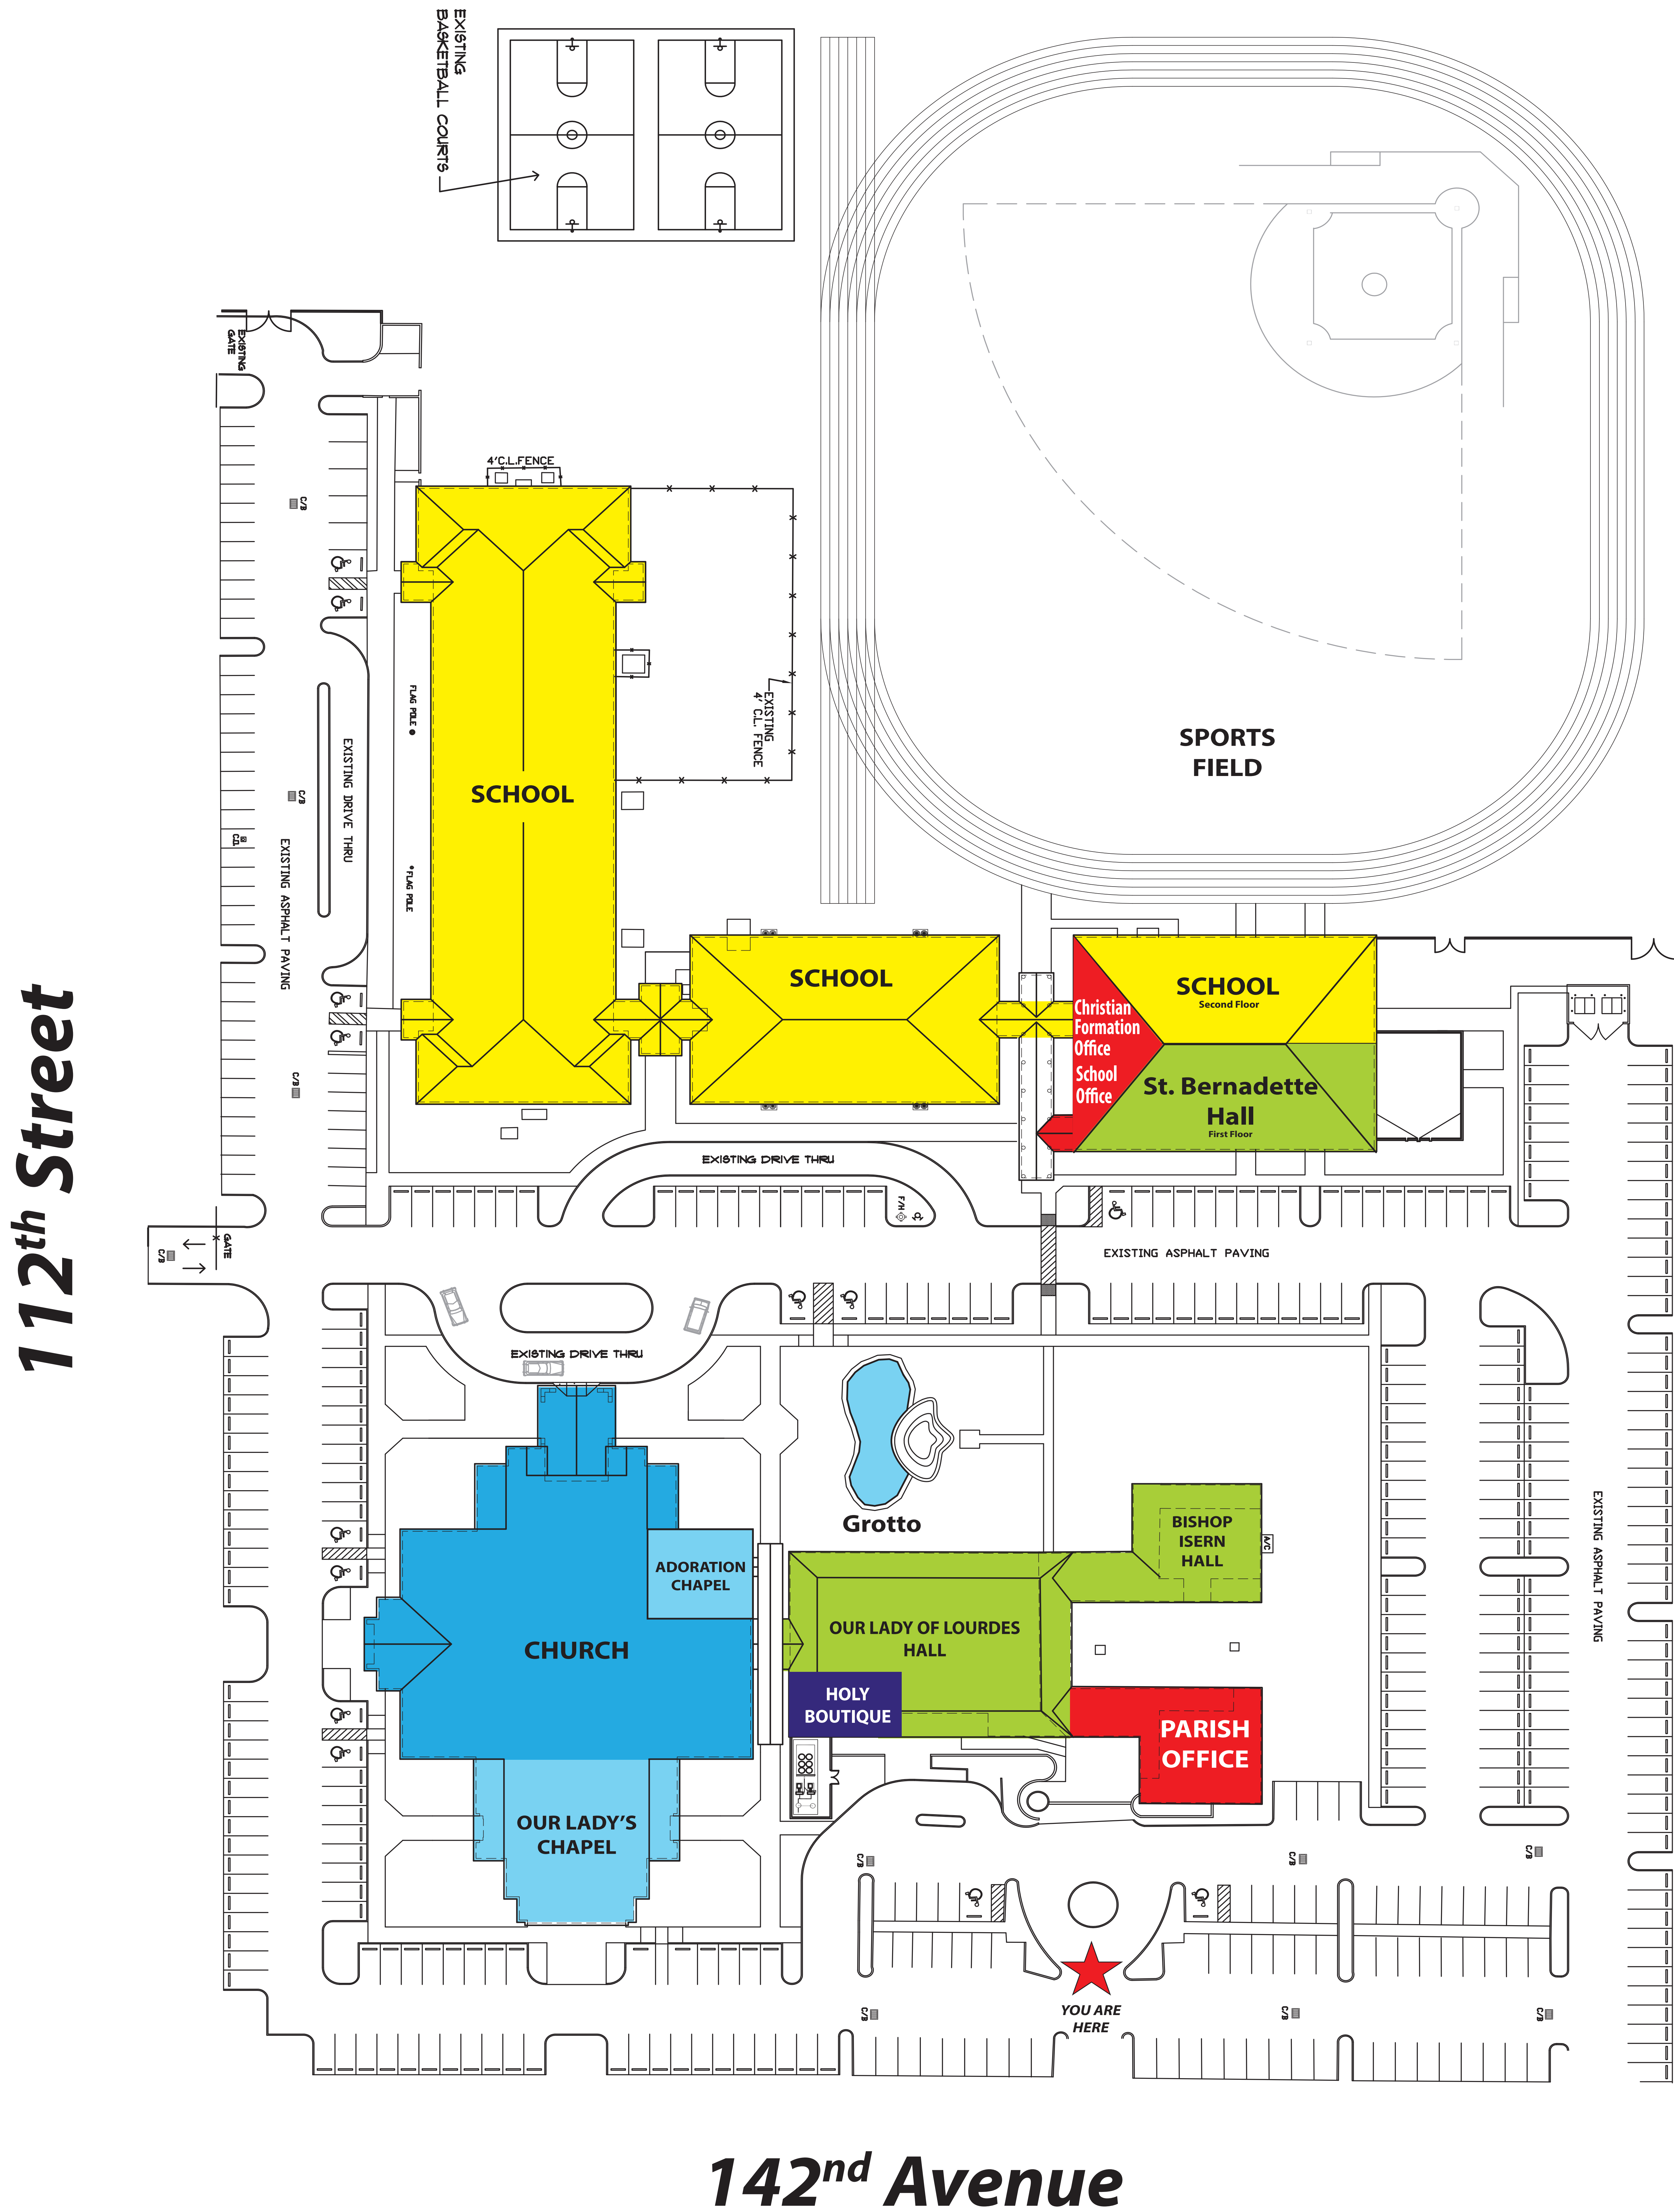 EXISTING
BASKETBALL COURTS
EXISTING
GATE
4'C.L.FENCE
C/B
FLAG POLE
EXISTING
4' C.L. FENCE
SPORTS
FIELD
EXISTING DRIVE THRU
SCHOOL
C/B
C.O.
EXISTING ASPHALT PAVING
FLAG POLE
SCHOOL
SCHOOL
Second Floor
Christian
Formation
Office
School
Office
St. Bernadette
Hall
First Floor
C/B
112th Street
EXISTING DRIVE THRU
F/H
GATE
C/B
EXISTING ASPHALT PAVING
EXISTING DRIVE THRU
Grotto
BISHOP
ISERN
HALL
A/C
EXISTING ASPHALT PAVING
ADORATION
CHAPEL
CHURCH
OUR LADY OF LOURDES
HALL
HOLY
BOUTIQUE
PARISH
OFFICE
OUR LADY'S
CHAPEL
C/B
C/B
C/B
YOU ARE
HERE
C/B
C/B
C/B
142nd Avenue